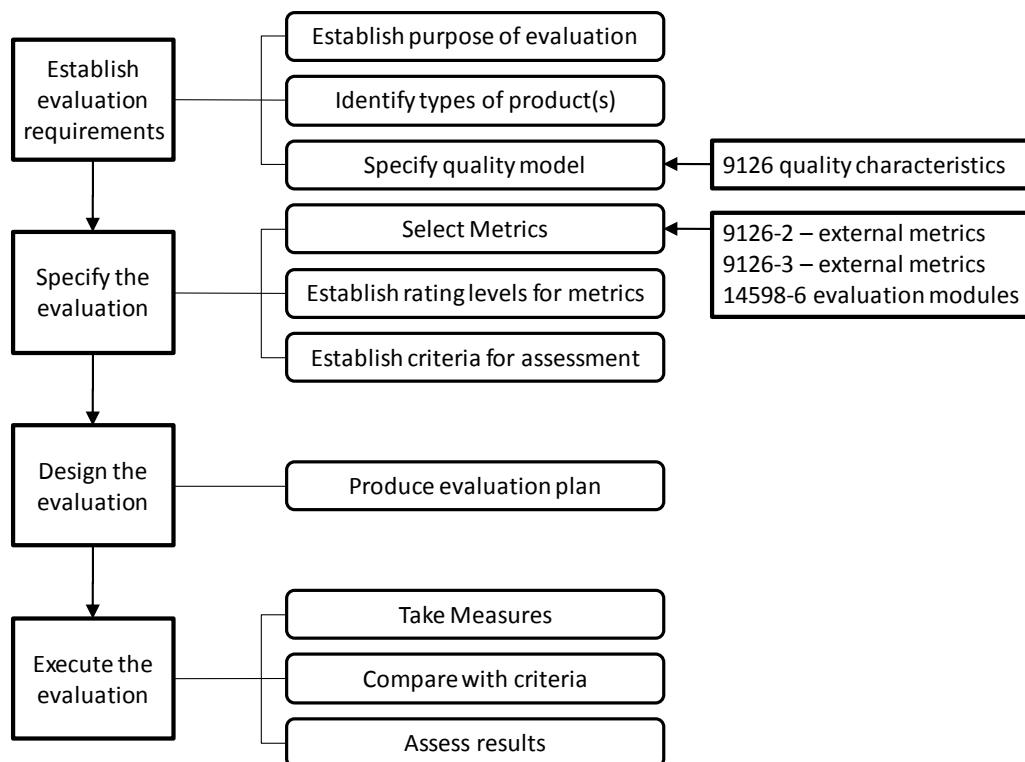 Establish
evaluation
requirements
Establish purpose of evaluation
Identify types of product(s)
Specify quality model
9126 quality characteristics
Specify the
evaluation
Select Metrics
Establish rating levels for metrics
Establish criteria for assessment
9126-2 – external metrics
9126-3 – external metrics
14598-6 evaluation modules
Design the
evaluation
Produce evaluation plan
Execute the
evaluation
Take Measures
Compare with criteria
Assess results